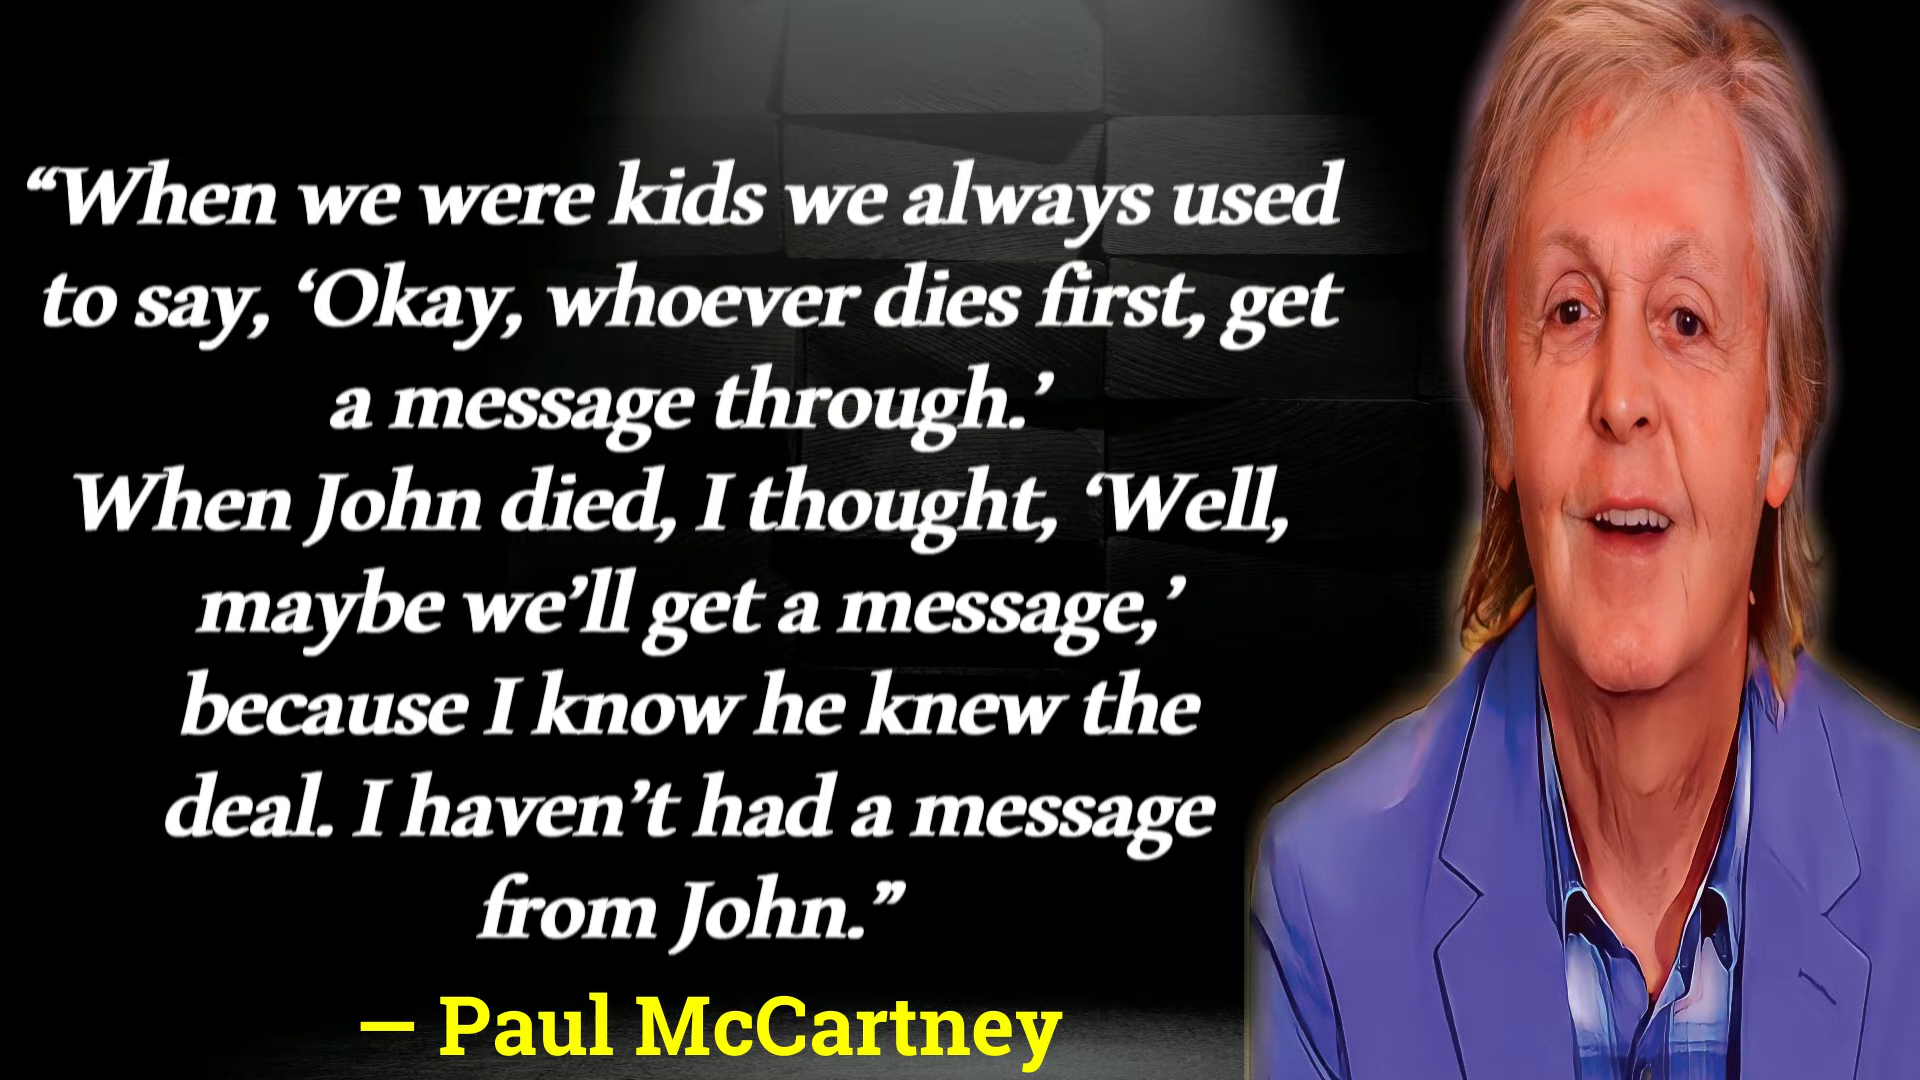 “When we were kids we always used
to say, ‘Okay, whoever dies first, get
a message through.’
When John died, I thought, ‘Well,
maybe we’ll get a message,’
because I know he knew the
deal. I haven’t had a message
from John.”
— Paul McCartney